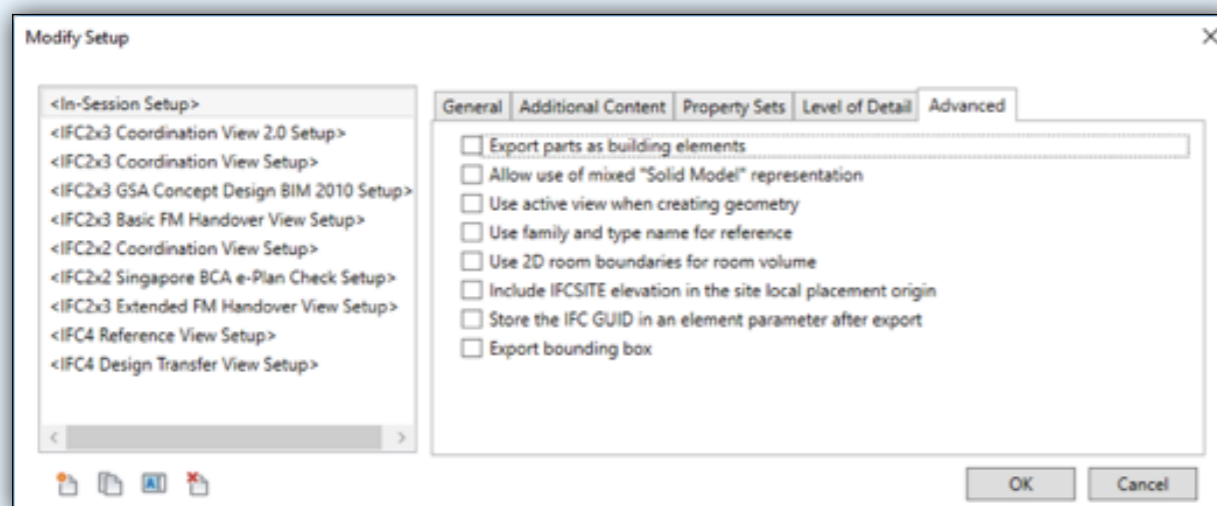 Modify Setup
<In-Session Setup>
<IFC2x3 Coordination View 2.0 Setup>
<IFC2x3 Coordination View Setup>
<IFC2x3 GSA Concept Design BIM 2010 Setup>
<IFC2x3 Basic FM Handover View Setup>
<IFC2x2 Coordination View Setup>
<IFC2x2 Singapore BCA e-Plan Check Setup>
<IFC2x3 Extended FM Handover View Setup>
<IFC4 Reference View Setup>
<IFC4 Design Transfer View Setup>
General Additional Content Property Sets Level of Detail Advanced
Export parts as building elements
Allow use of mixed "Solid Model" representation
Use active view when creating geometry
Use family and type name for reference
Use 2D room boundaries for room volume
Include IFCSITE elevation in the site local placement origin
Store the IFC GUID in an element parameter after export
Export bounding box
OK Cancel